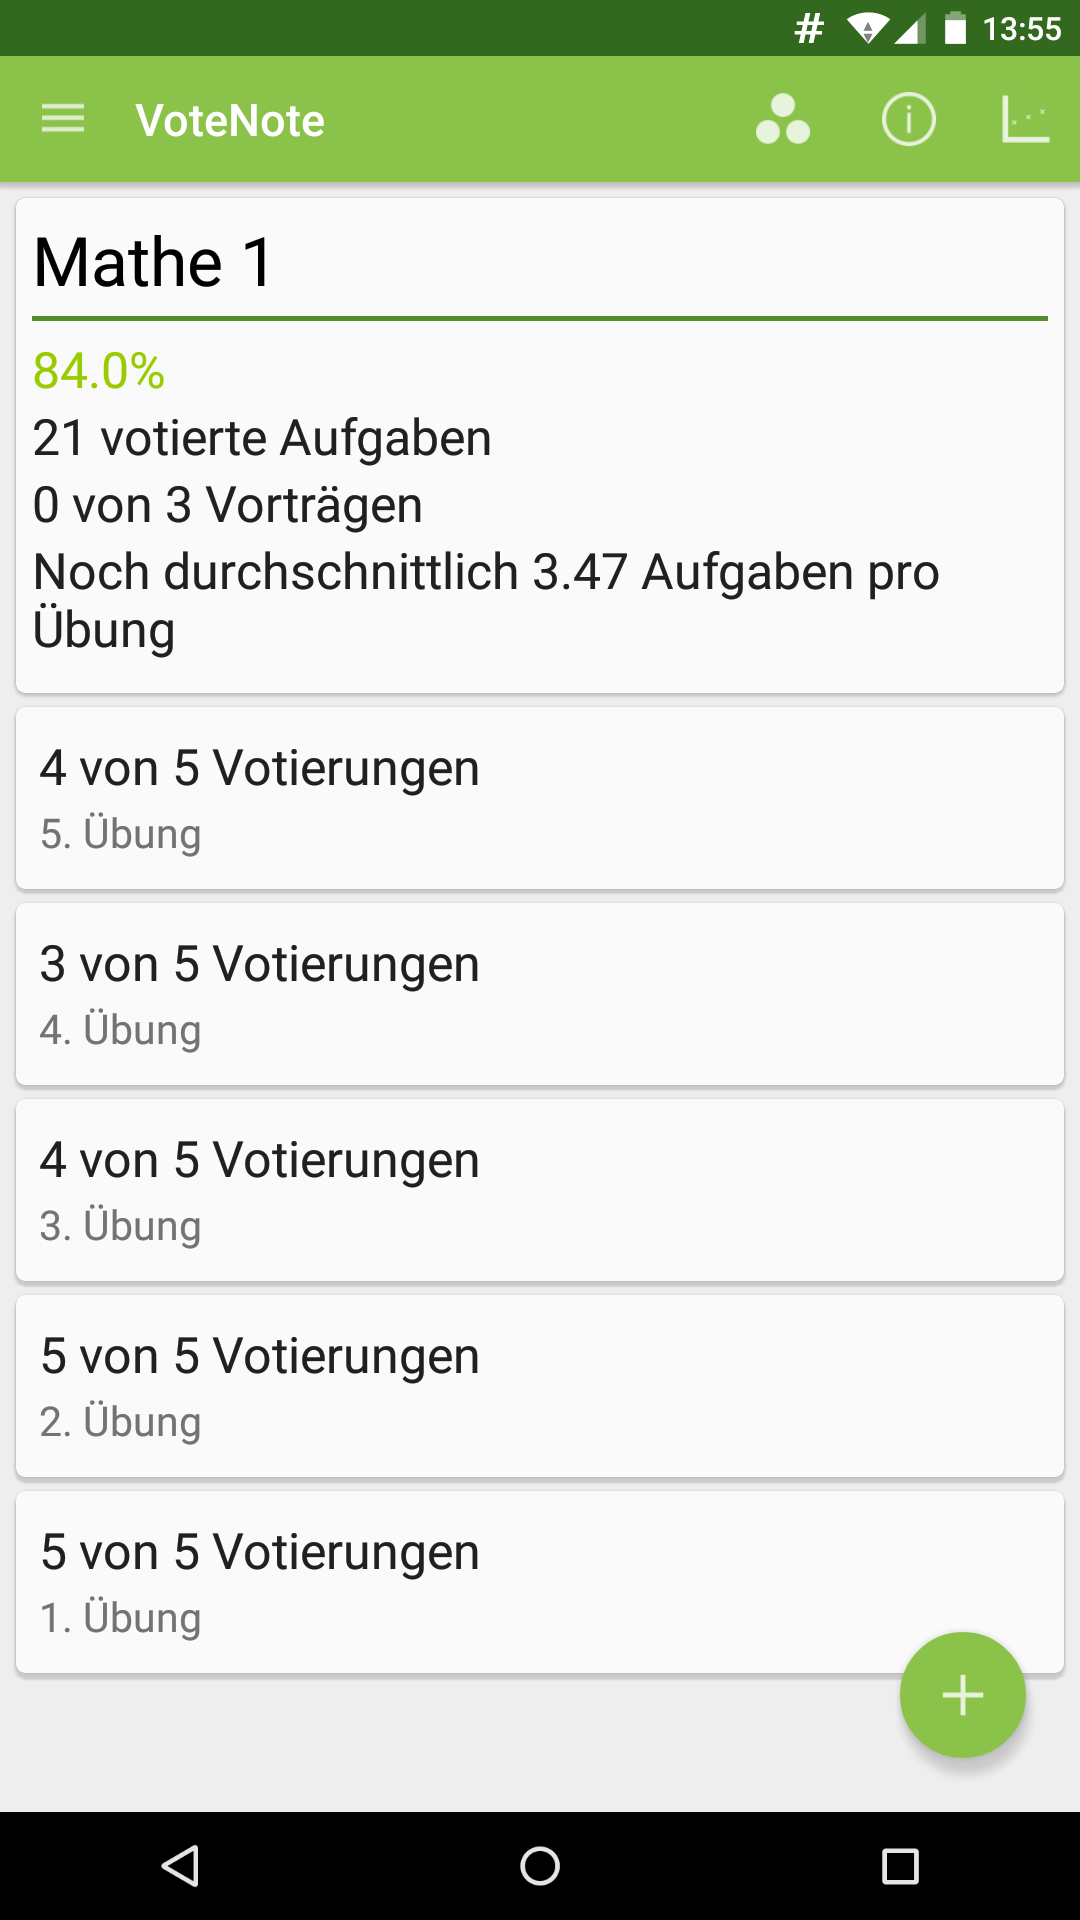 # 13:55
VoteNote
Mathe 1
84.0%
21 votierte Aufgaben
0 von 3 Vorträgen
Noch durchschnittlich 3.47 Aufgaben pro
Übung
4 von 5 Votierungen
5. Übung
3 von 5 Votierungen
4. Übung
4 von 5 Votierungen
3. Übung
5 von 5 Votierungen
2. Übung
5 von 5 Votierungen
1. Übung